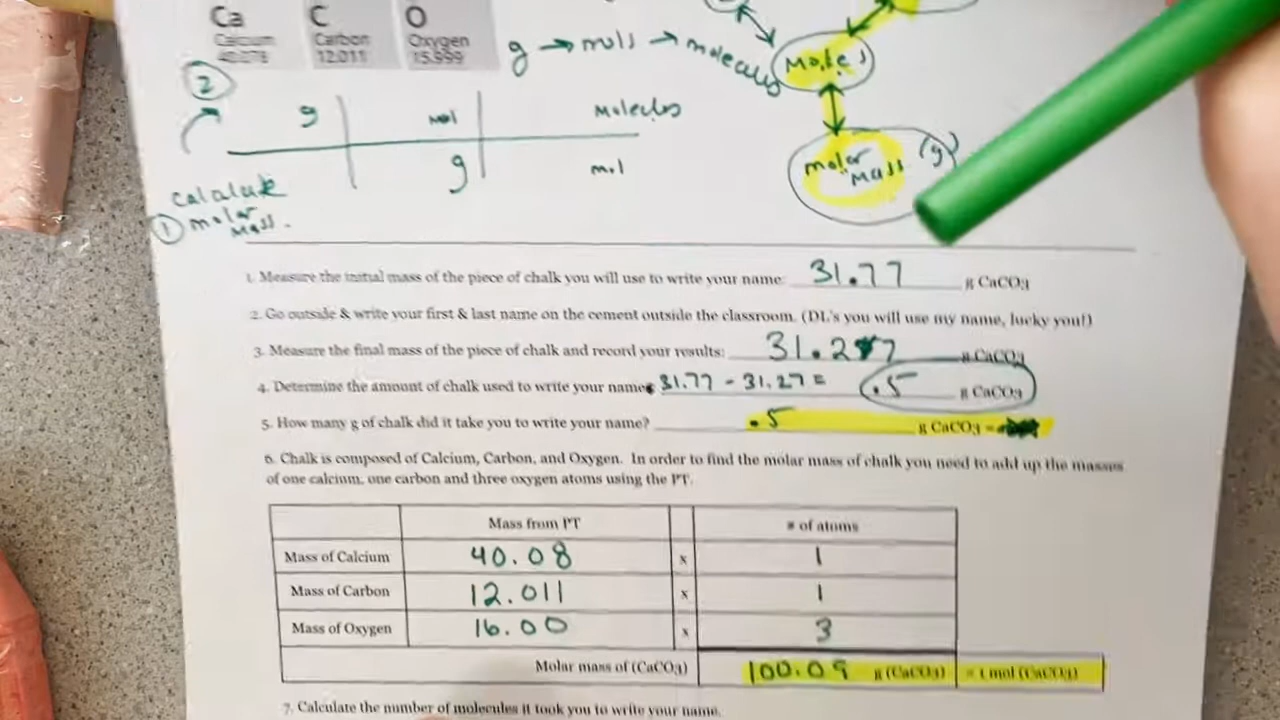 Ca C O
Calcium Carbon Oxygen
40.078 12.011 15.999
g → mols → molecules
Moles
2
g mol molecules
g mol
molar mass (g)
calalute
1 molar mass.
1. Measure the initial mass of the piece of chalk you will use to write your name: 31.77 g CaCO3
2. Go outside & write your first & last name on the cement outside the classroom. (DL's you will use my name, lucky you!)
3. Measure the final mass of the piece of chalk and record your results: 31.27 g CaCO3
4. Determine the amount of chalk used to write your name 31.77 - 31.27 = .5 g CaCO3
5. How many g of chalk did it take you to write your name? .5 g CaCO3 =
6. Chalk is composed of Calcium, Carbon, and Oxygen. In order to find the molar mass of chalk you need to add up the masses
of one calcium, one carbon and three oxygen atoms using the PT.
Mass from PT # of atoms
Mass of Calcium 40.08 x 1
Mass of Carbon 12.011 x 1
Mass of Oxygen 16.00 x 3
Molar mass of (CaCO3) 100.09 g (CaCO3) = 1 mol (CaCO3)
7. Calculate the number of molecules it took you to write your name.